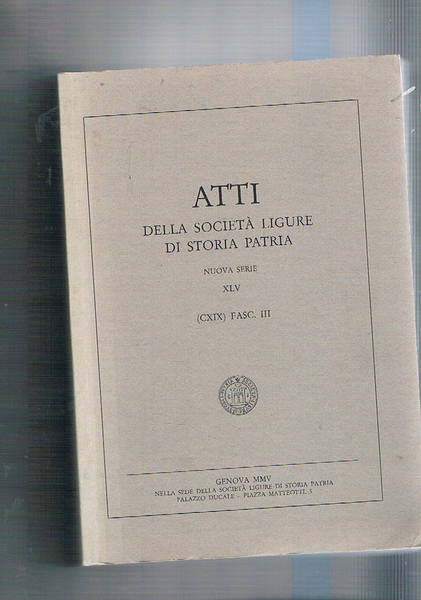 ATTI
DELLA SOCIETÀ LIGURE
DI STORIA PATRIA
NUOVA SERIE
XLV
(CXIX) FASC. III
GENOVA MMV
NELLA SEDE DELLA SOCIETÀ LIGURE DI STORIA PATRIA
PALAZZO DUCALE – PIAZZA MATTEOTTI, 5